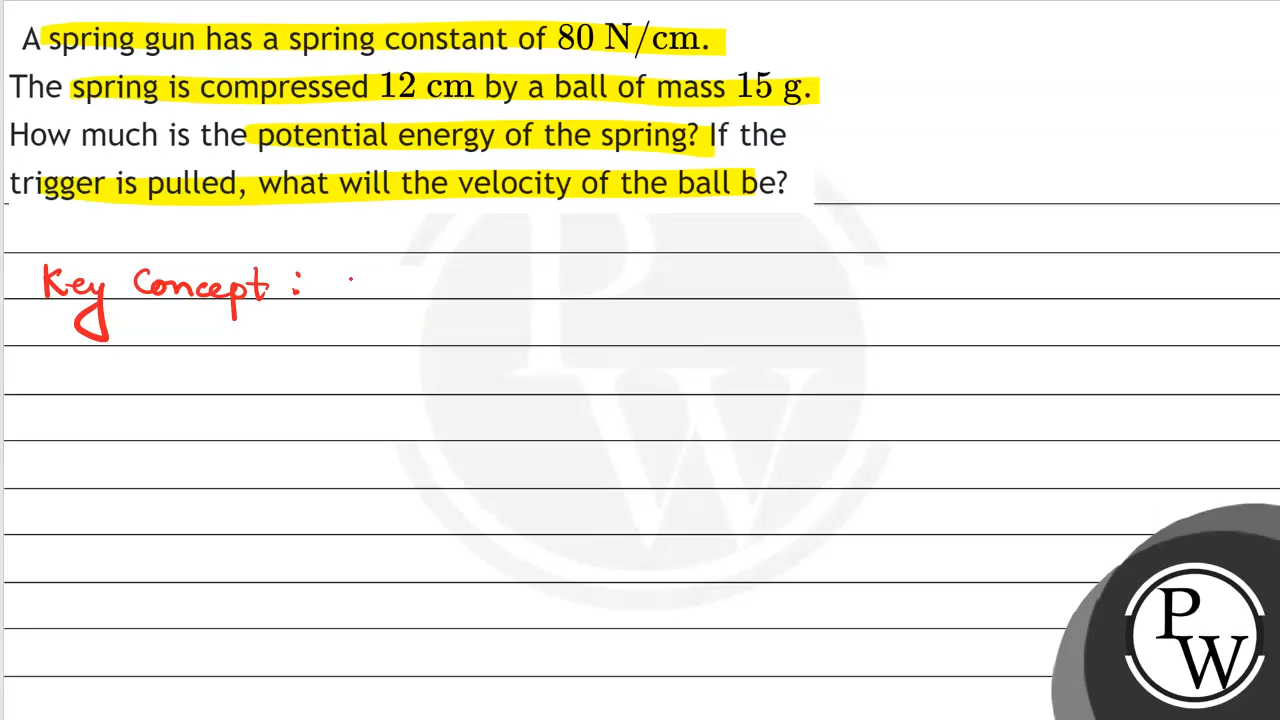 A spring gun has a spring constant of 80 N/cm.
The spring is compressed 12 cm by a ball of mass 15 g.
How much is the potential energy of the spring? If the
trigger is pulled, what will the velocity of the ball be?
Key Concept :
PW
PW